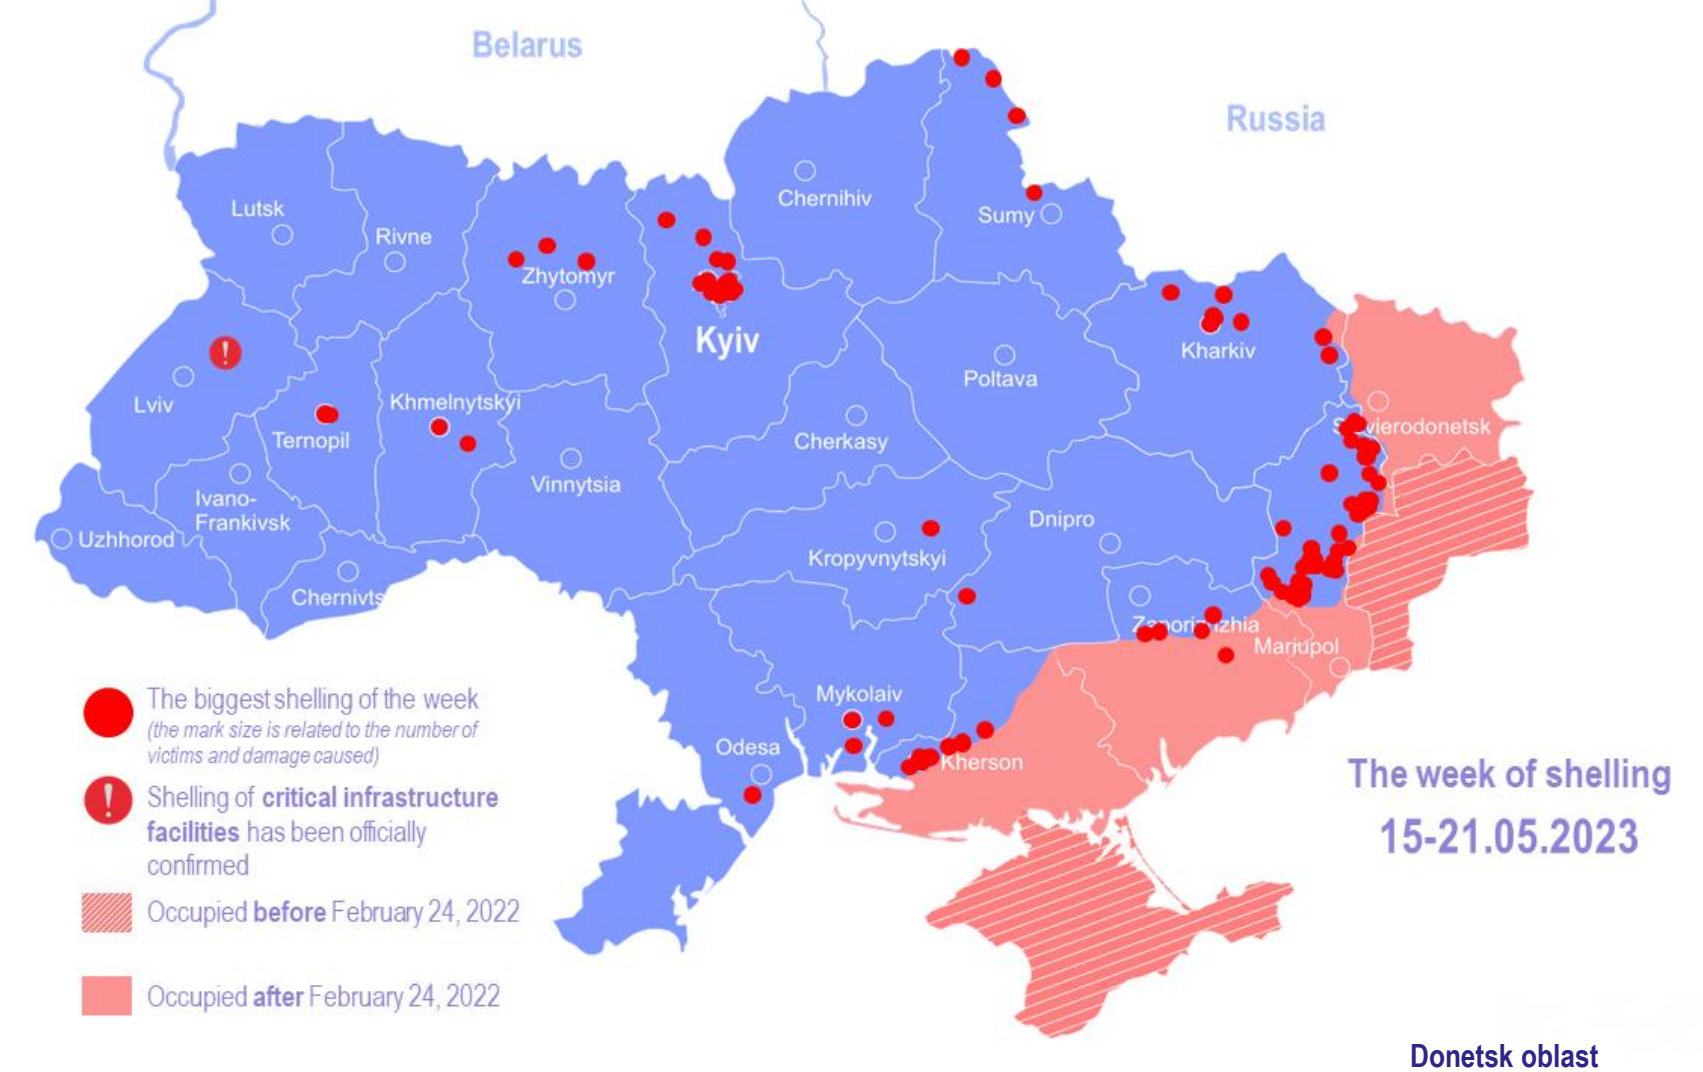 Belarus
Russia
Chernihiv
Lutsk
Sumy
Rivne
Zhytomyr
Kyiv
Kharkiv
Poltava
Lviv
Khmelnytskyi
Ternopil
Cherkasy
Vinnytsia
Ivano-
Frankivsk
Dnipro
Uzhhorod
Kropyvnytskyi
Chernivts
Mariupol
Mykolaiv
Odesa
Kherson
The biggest shelling of the week
(the mark size is related to the number of
victims and damage caused)
Shelling of critical infrastructure
facilities has been officially
confirmed
Occupied before February 24, 2022
Occupied after February 24, 2022
The week of shelling
15-21.05.2023
Donetsk oblast